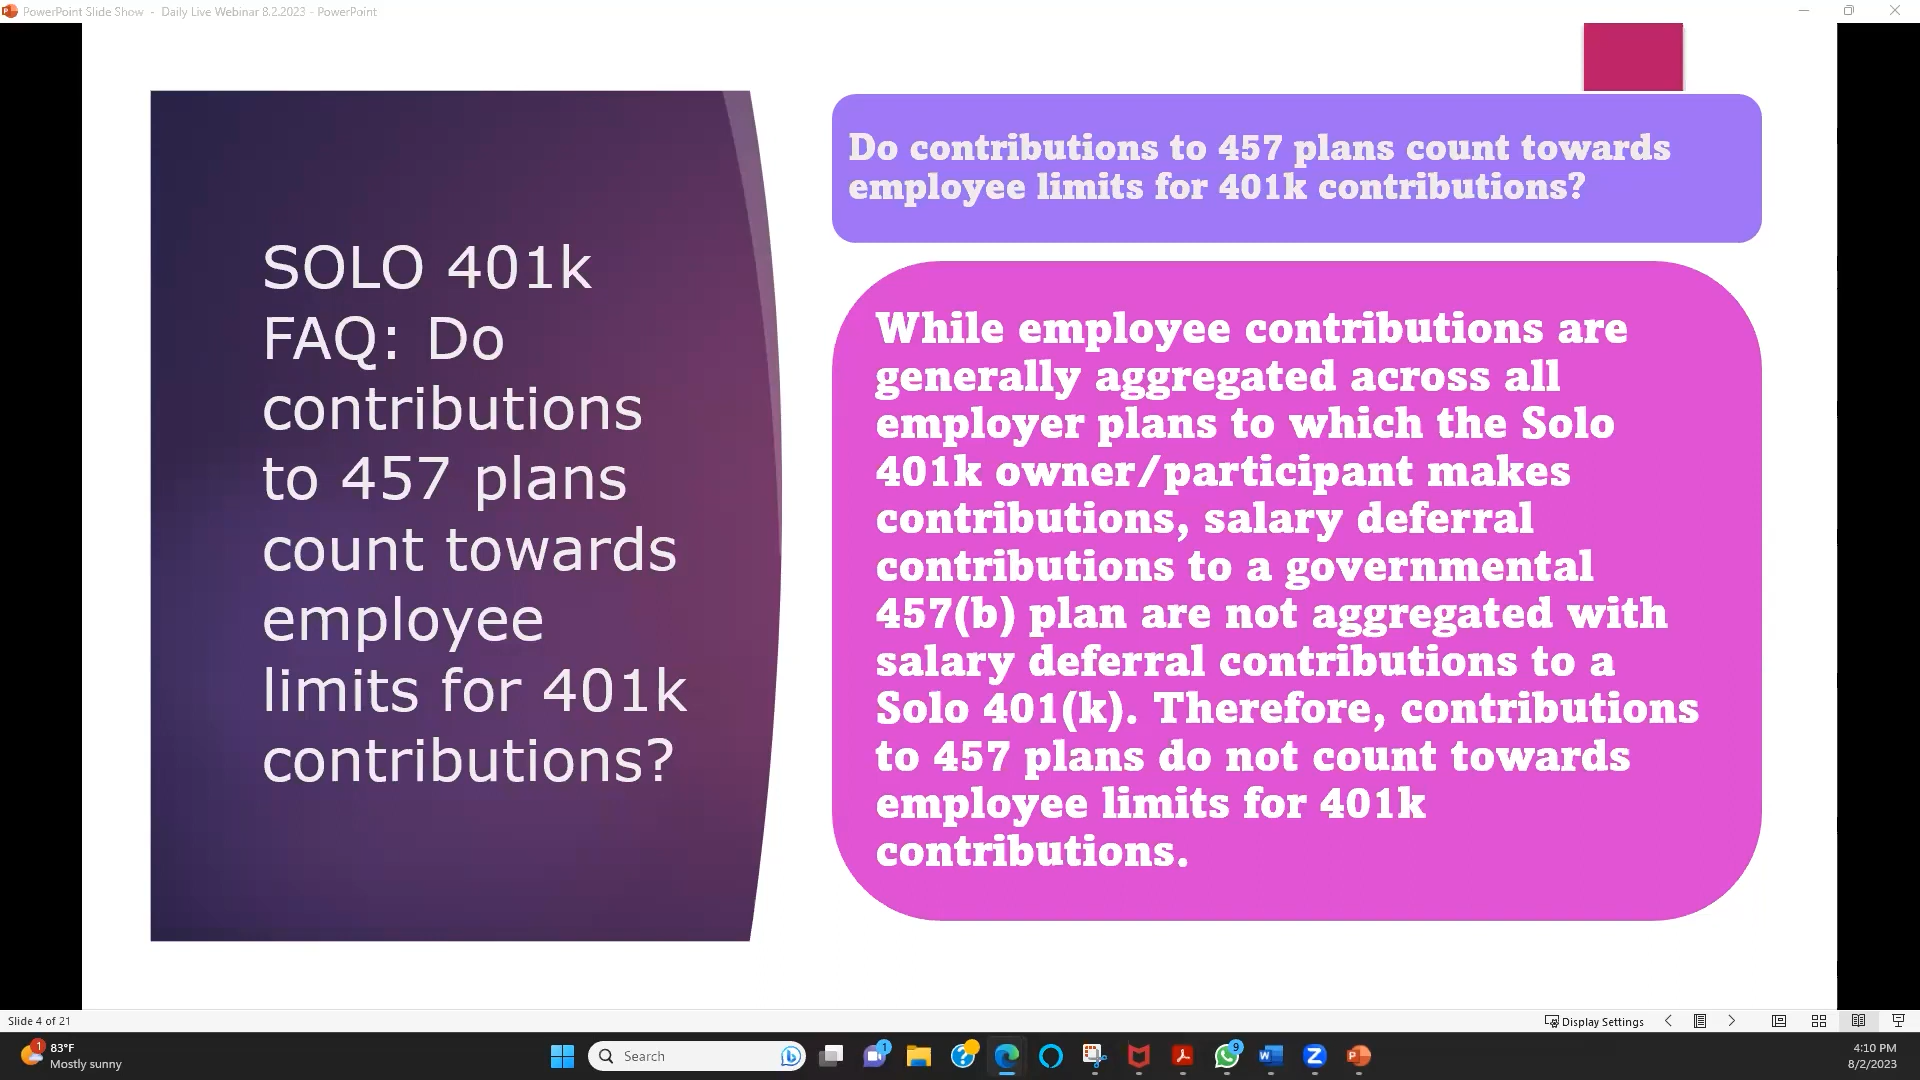 PowerPoint Slide Show - Daily Live Webinar 8.2.2023 - PowerPoint
SOLO 401k
FAQ: Do
contributions
to 457 plans
count towards
employee
limits for 401k
contributions?
Do contributions to 457 plans count towards
employee limits for 401k contributions?
While employee contributions are
generally aggregated across all
employer plans to which the Solo
401k owner/participant makes
contributions, salary deferral
contributions to a governmental
457(b) plan are not aggregated with
salary deferral contributions to a
Solo 401(k). Therefore, contributions
to 457 plans do not count towards
employee limits for 401k
contributions.
Slide 4 of 21
Display Settings
1
83°F
Mostly sunny
Search
1
9
4:10 PM
8/2/2023